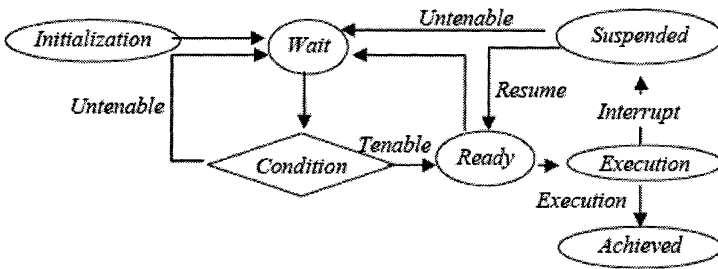 Untenable
Initialization
Wait
Suspended
Untenable
Resume
Interrupt
Condition
Tenable
Ready
Execution
Execution
Achieved